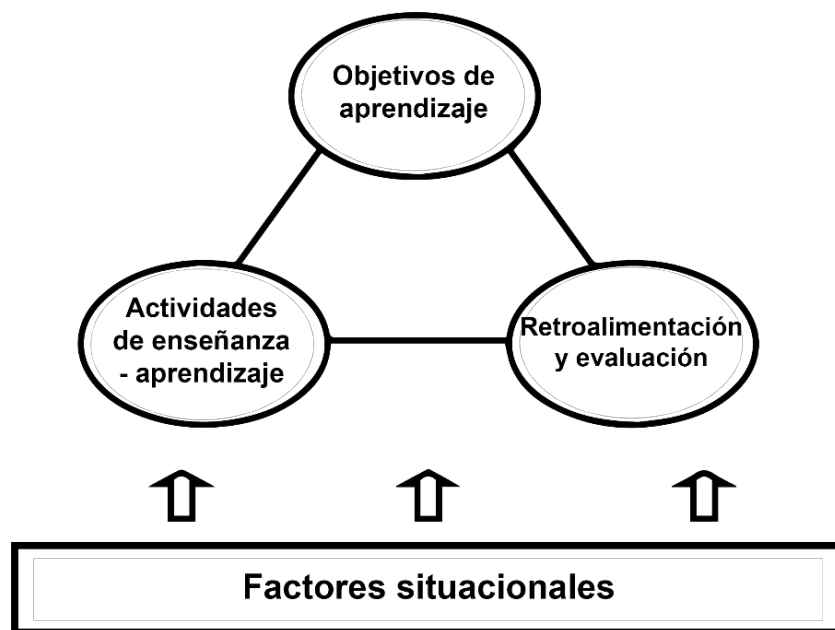 Objetivos de
aprendizaje
Actividades
de enseñanza
- aprendizaje
Retroalimentación
y evaluación
Factores situacionales